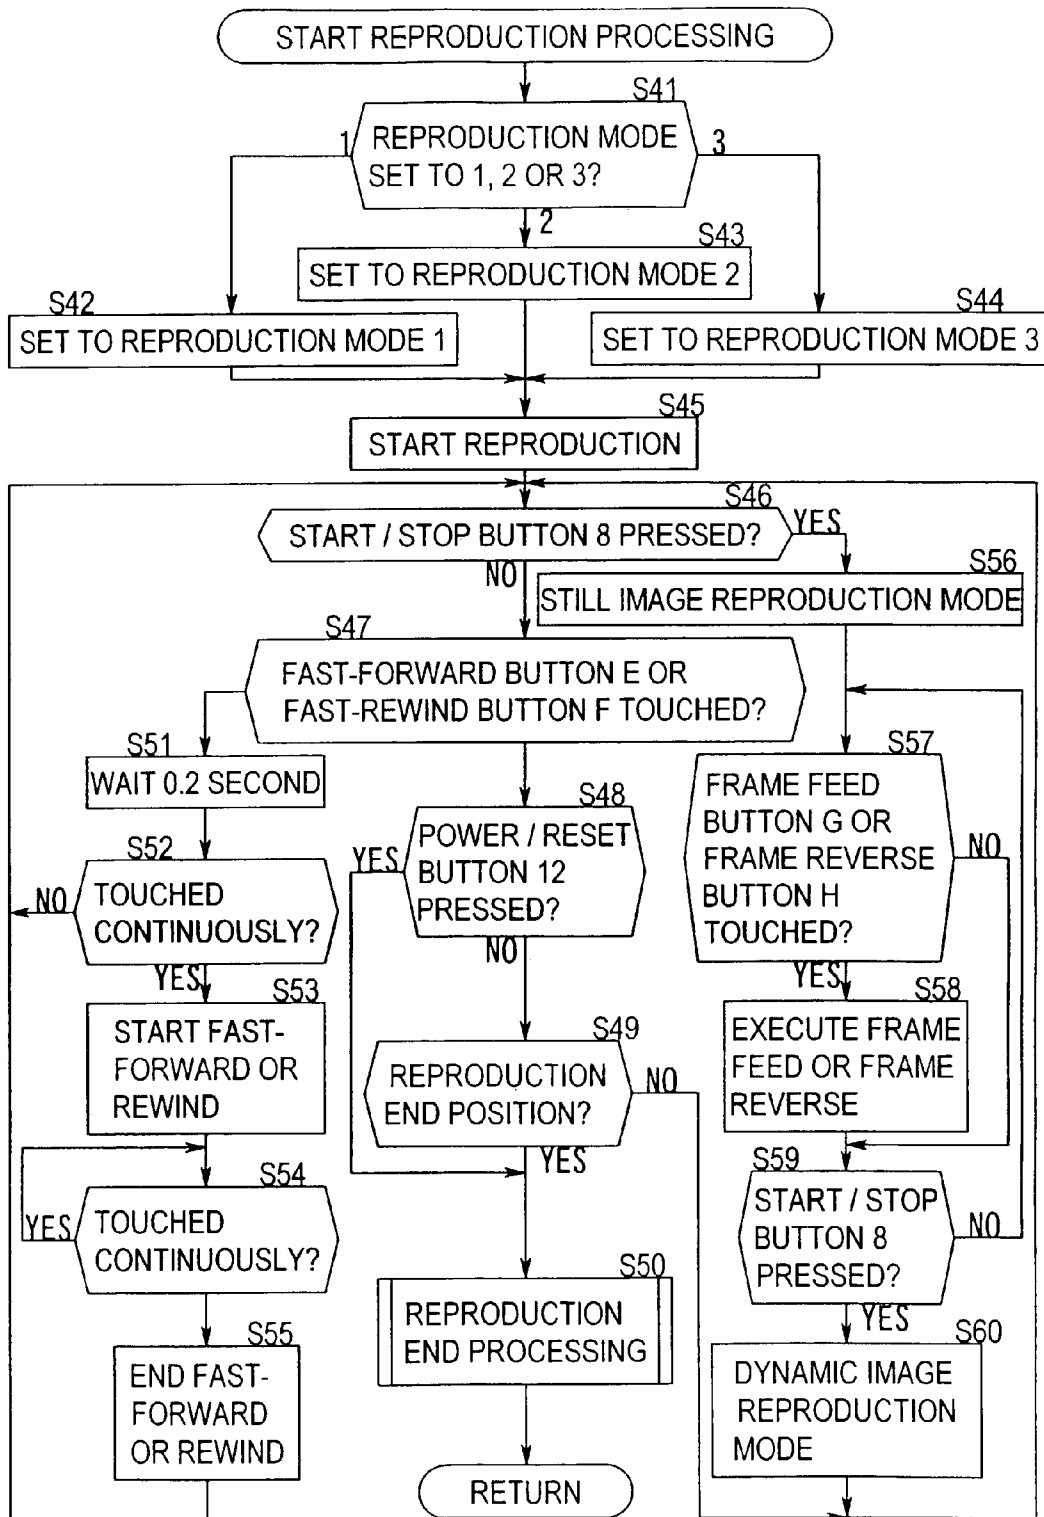 START REPRODUCTION PROCESSING
S41
REPRODUCTION MODE
SET TO 1, 2 OR 3?
1
3
2
S43
SET TO REPRODUCTION MODE 2
S42
SET TO REPRODUCTION MODE 1
S44
SET TO REPRODUCTION MODE 3
S45
START REPRODUCTION
S46
START / STOP BUTTON 8 PRESSED?
YES
NO
S56
STILL IMAGE REPRODUCTION MODE
S47
FAST-FORWARD BUTTON E OR
FAST-REWIND BUTTON F TOUCHED?
S51
WAIT 0.2 SECOND
S52
TOUCHED
CONTINUOUSLY?
NO
YES
S53
START FAST-
FORWARD OR
REWIND
S54
TOUCHED
CONTINUOUSLY?
YES
S55
END FAST-
FORWARD
OR REWIND
S48
POWER / RESET
BUTTON 12
PRESSED?
YES
NO
S49
REPRODUCTION
END POSITION?
NO
YES
S50
REPRODUCTION
END PROCESSING
RETURN
S57
FRAME FEED
BUTTON G OR
FRAME REVERSE
BUTTON H
TOUCHED?
NO
YES
S58
EXECUTE FRAME
FEED OR FRAME
REVERSE
S59
START / STOP
BUTTON 8
PRESSED?
NO
YES
S60
DYNAMIC IMAGE
REPRODUCTION
MODE